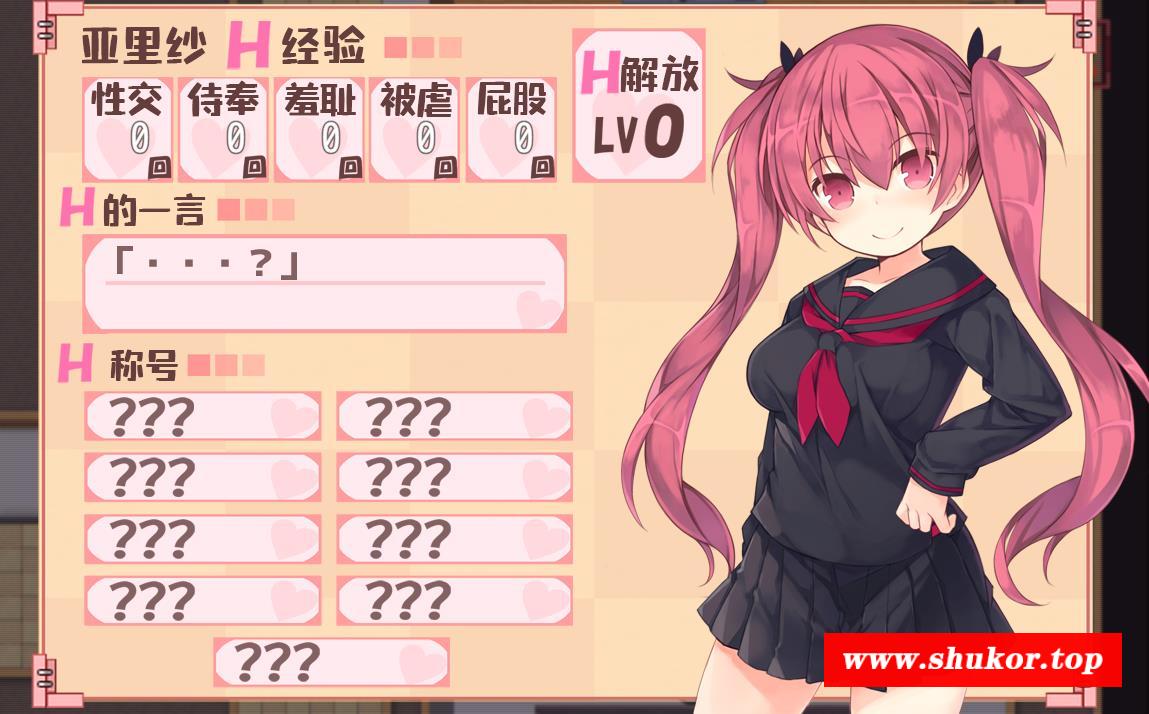 亚里纱 H 经验
性交 侍奉 羞耻 被虐 屁股
0回 0回 0回 0回 0回
H解放
LV0
H的一言
「・・・?」
H 称号
??? ???
??? ???
??? ???
??? ???
???
www.shukor.top